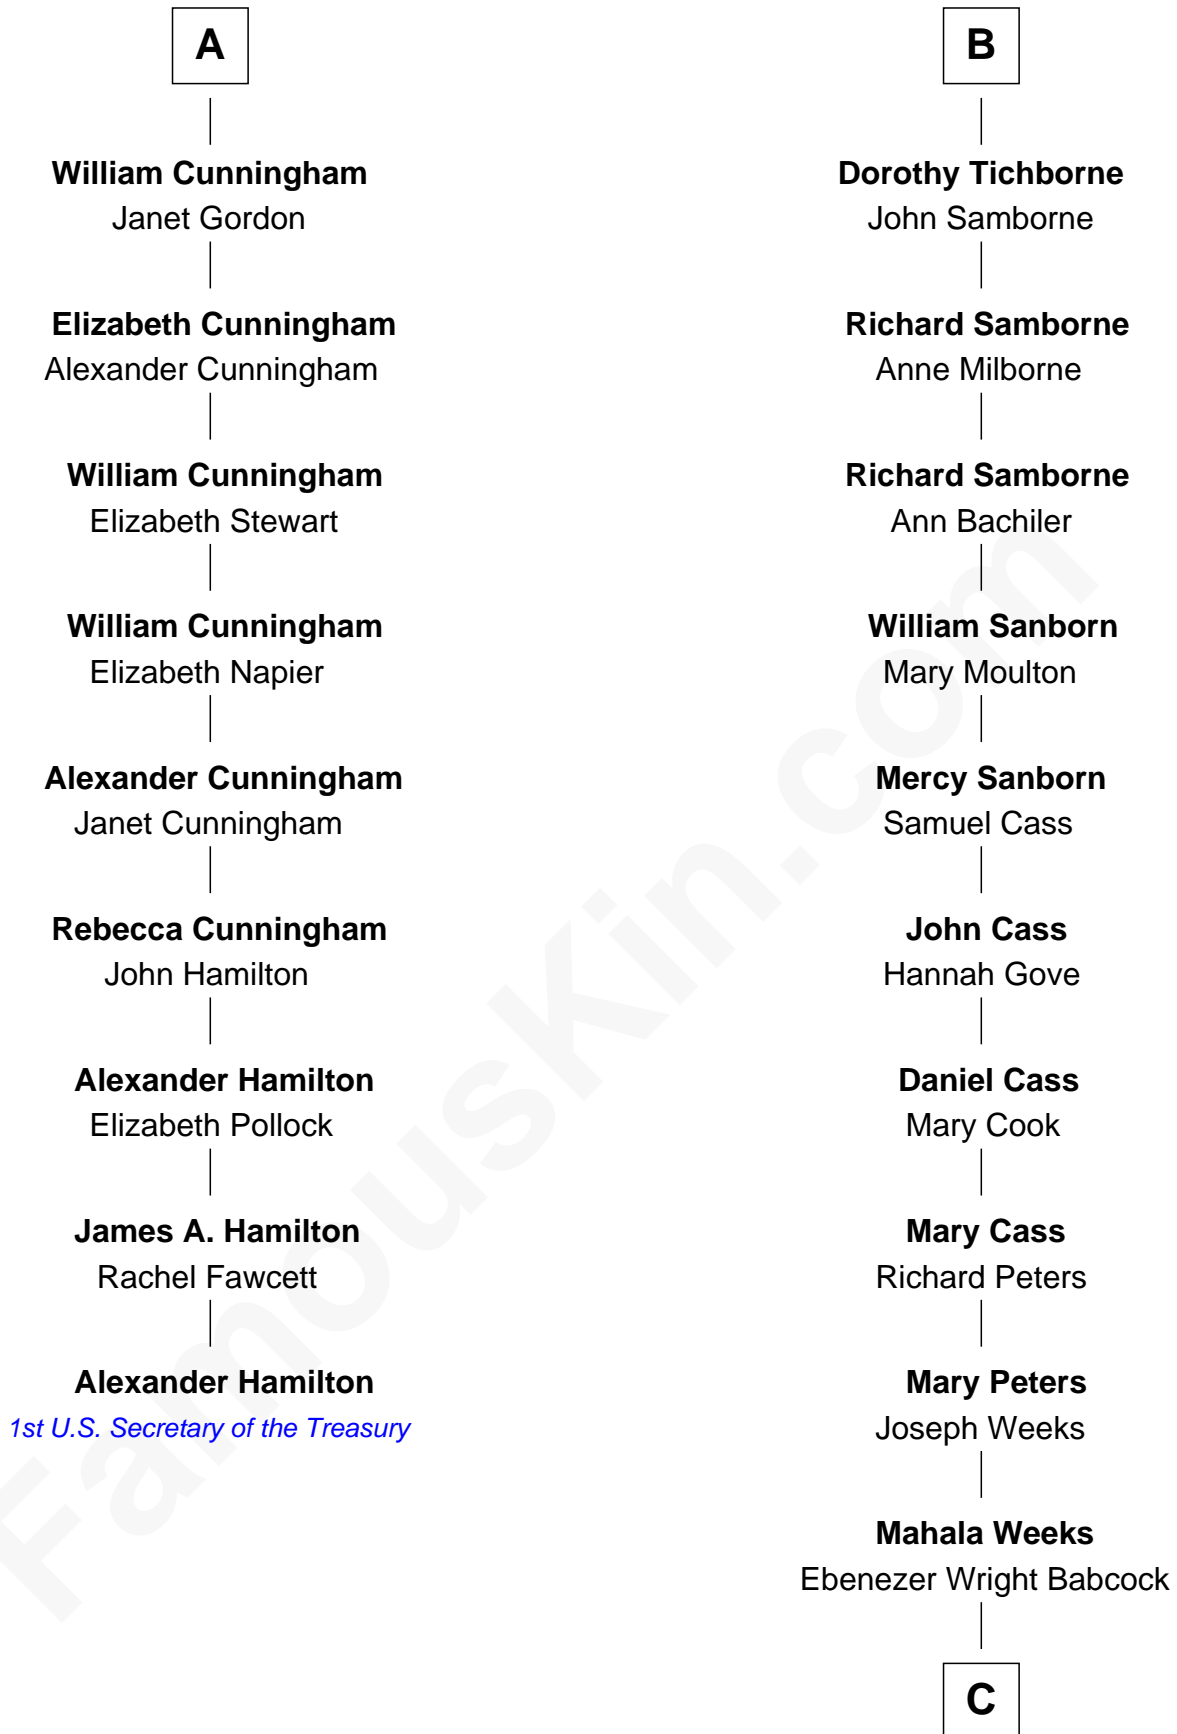 A
William Cunningham
Janet Gordon
Elizabeth Cunningham
Alexander Cunningham
William Cunningham
Elizabeth Stewart
William Cunningham
Elizabeth Napier
Alexander Cunningham
Janet Cunningham
Rebecca Cunningham
John Hamilton
Alexander Hamilton
Elizabeth Pollock
James A. Hamilton
Rachel Fawcett
Alexander Hamilton
1st U.S. Secretary of the Treasury
B
Dorothy Tichborne
John Samborne
Richard Samborne
Anne Milborne
Richard Samborne
Ann Bachiler
William Sanborn
Mary Moulton
Mercy Sanborn
Samuel Cass
John Cass
Hannah Gove
Daniel Cass
Mary Cook
Mary Cass
Richard Peters
Mary Peters
Joseph Weeks
Mahala Weeks
Ebenezer Wright Babcock
C
FamousKin.com